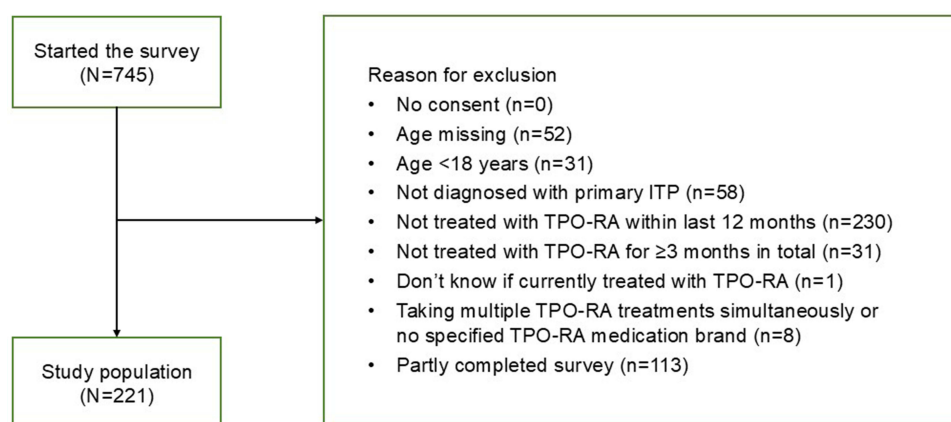 Started the survey
(N=745)
Reason for exclusion
• No consent (n=0)
• Age missing (n=52)
• Age <18 years (n=31)
• Not diagnosed with primary ITP (n=58)
• Not treated with TPO-RA within last 12 months (n=230)
• Not treated with TPO-RA for ≥3 months in total (n=31)
• Don’t know if currently treated with TPO-RA (n=1)
• Taking multiple TPO-RA treatments simultaneously or
no specified TPO-RA medication brand (n=8)
• Partly completed survey (n=113)
Study population
(N=221)